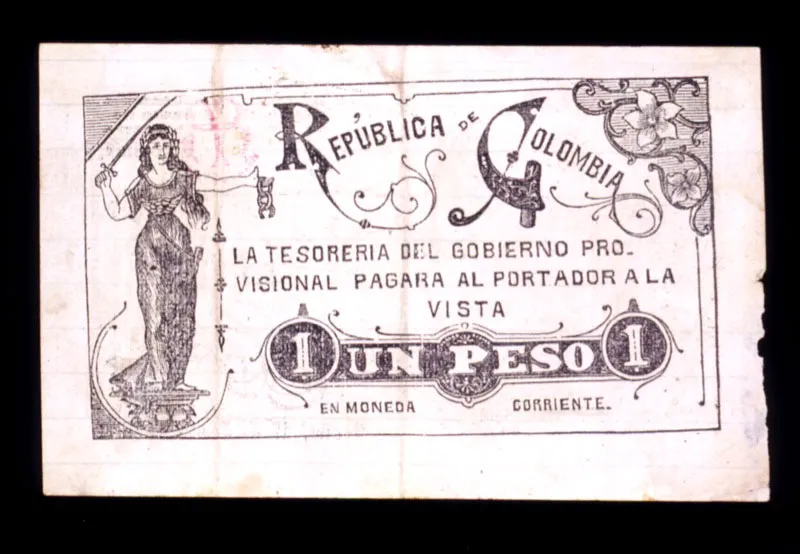 REPÚBLICA DE COLOMBIA
LA TESORERIA DEL GOBIERNO PRO-
VISIONAL PAGARA AL PORTADOR A LA
VISTA
1 UN PESO 1
EN MONEDA CORRIENTE.